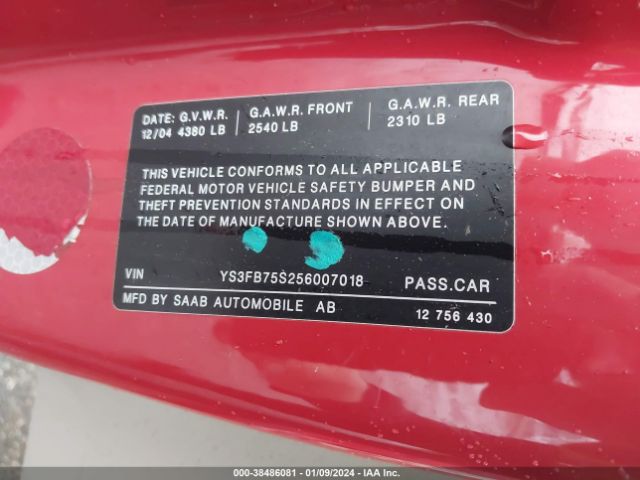 DATE: G.V.W.R. G.A.W.R. FRONT G.A.W.R. REAR
12/04 4380 LB 2540 LB 2310 LB
THIS VEHICLE CONFORMS TO ALL APPLICABLE
FEDERAL MOTOR VEHICLE SAFETY BUMPER AND
THEFT PREVENTION STANDARDS IN EFFECT ON
THE DATE OF MANUFACTURE SHOWN ABOVE.
VIN YS3FB75S256007018 PASS.CAR
MFD BY SAAB AUTOMOBILE AB 12 756 430
000-38486081 - 01/09/2024 - IAA Inc.